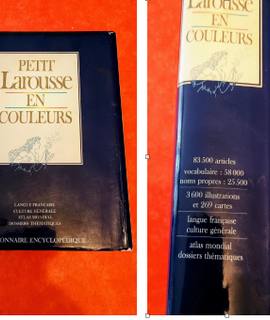 PETIT
Larousse
EN
COULEURS
LANGUE FRANÇAISE
CULTURE GÉNÉRALE
ATLAS MONDIAL
DOSSIERS THÉMATIQUES
ONNAIRE ENCYCLOPÉDIQUE
Larousse
EN
COULEURS
83 500 articles
vocabulaire : 58 000
noms propres : 25 500
3 600 illustrations
et 269 cartes
langue française
culture générale
atlas mondial
dossiers thématiques